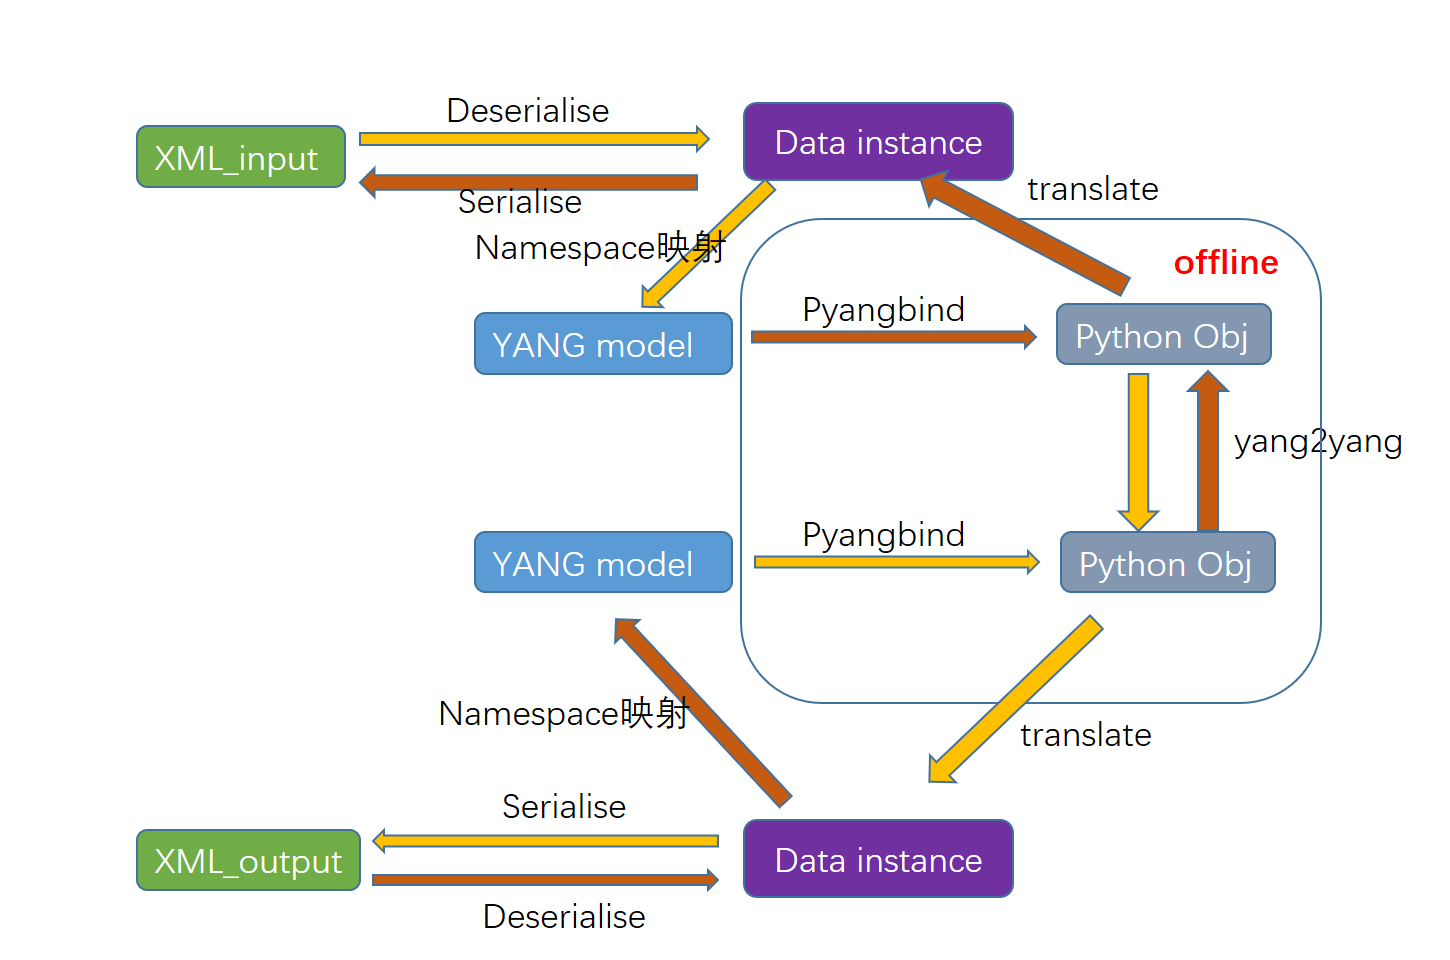 Deserialise
XML_input
Data instance
Serialise
translate
Namespace映射
offline
Pyangbind
YANG model
Python Obj
yang2yang
Pyangbind
YANG model
Python Obj
Namespace映射
translate
Serialise
XML_output
Data instance
Deserialise